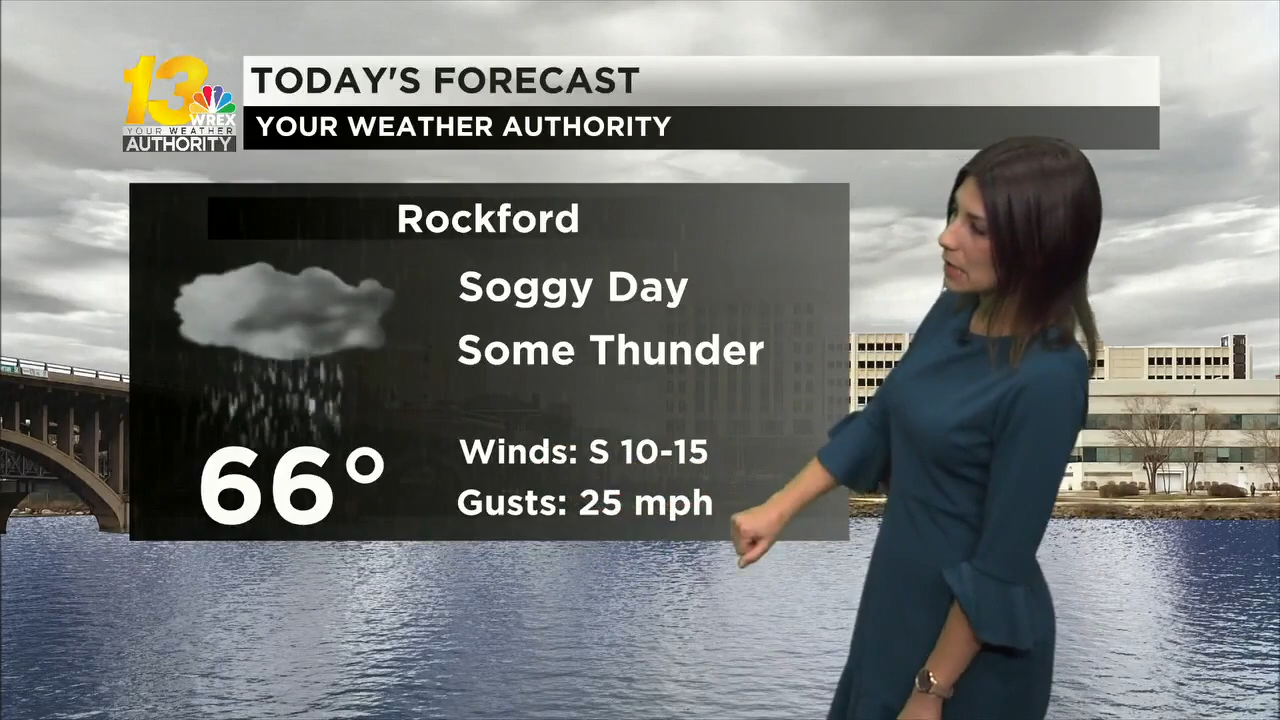 13
WREX
YOUR WEATHER
AUTHORITY
TODAY'S FORECAST
YOUR WEATHER AUTHORITY
Rockford
Soggy Day
Some Thunder
66°
Winds: S 10-15
Gusts: 25 mph